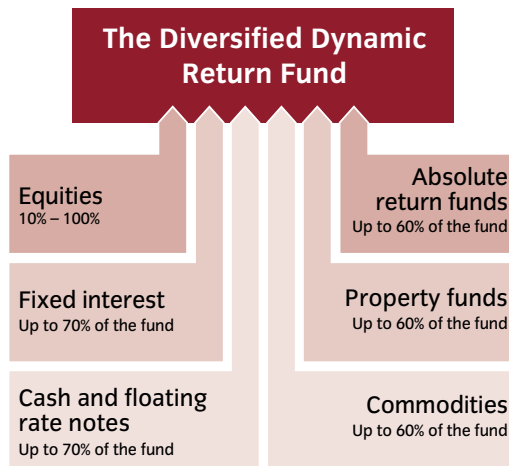 The Diversified Dynamic
Return Fund
Equities
10% – 100%
Absolute
return funds
Up to 60% of the fund
Fixed interest
Up to 70% of the fund
Property funds
Up to 60% of the fund
Cash and floating
rate notes
Up to 70% of the fund
Commodities
Up to 60% of the fund